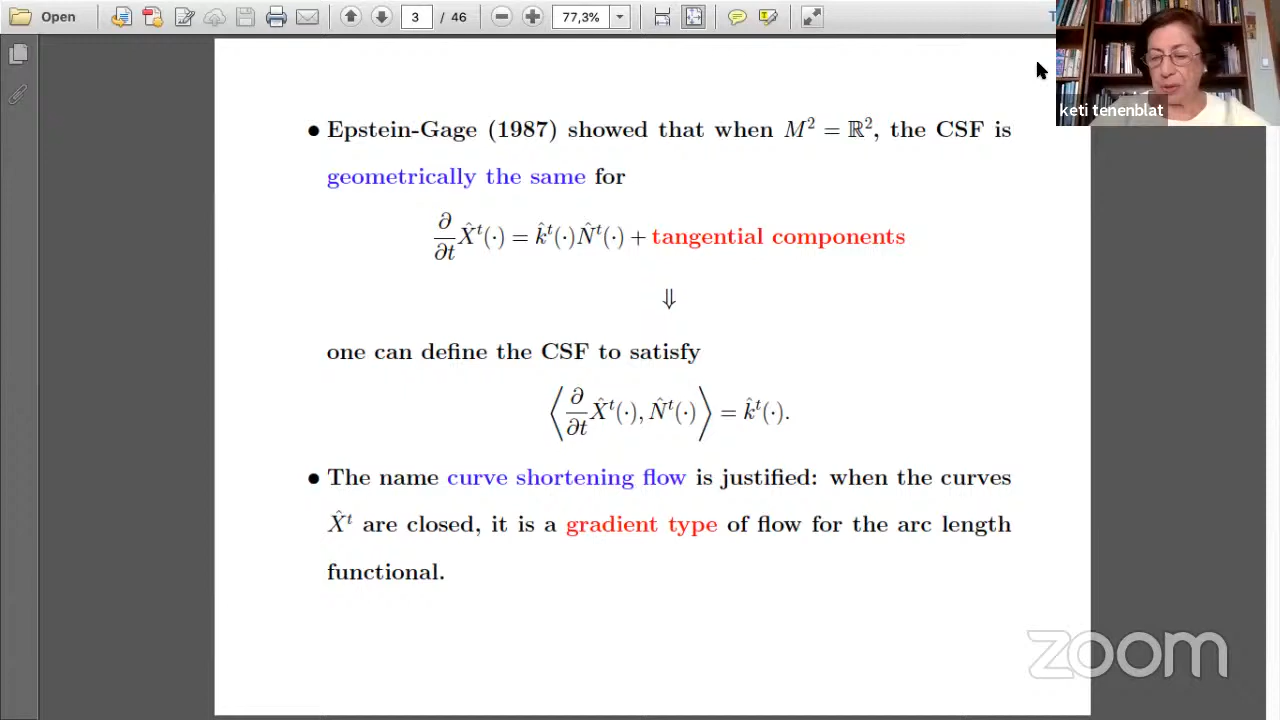 Open
3 / 46
77,3%
T
keti tenenblat
• Epstein-Gage (1987) showed that when M² = ℝ², the CSF is
geometrically the same for
∂/∂t X̂ᵗ(·) = k̂ᵗ(·)N̂ᵗ(·) + tangential components
⇓
one can define the CSF to satisfy
⟨∂/∂t X̂ᵗ(·), N̂ᵗ(·)⟩ = k̂ᵗ(·).
• The name curve shortening flow is justified: when the curves
X̂ᵗ are closed, it is a gradient type of flow for the arc length
functional.
zoom